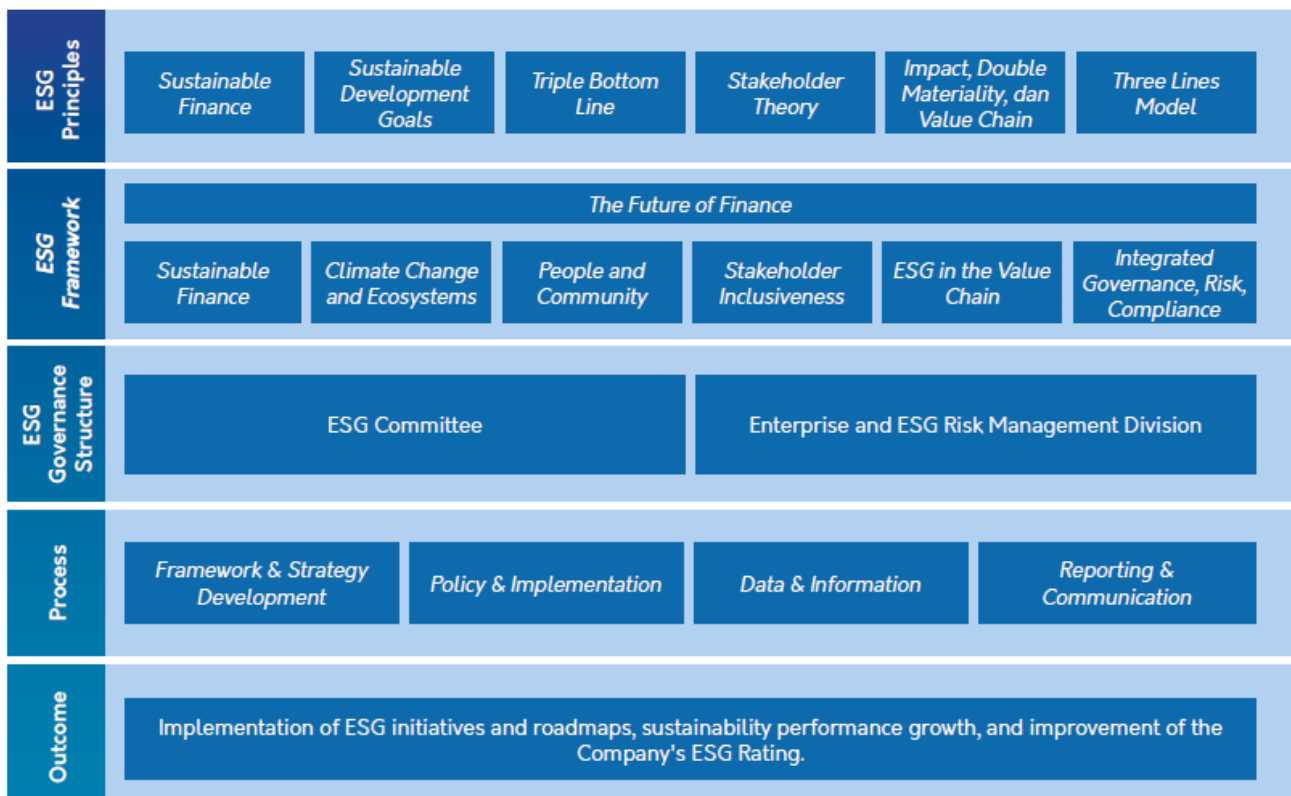 ESG
Principles
Sustainable
Finance
Sustainable
Development
Goals
Triple Bottom
Line
Stakeholder
Theory
Impact, Double
Materiality, dan
Value Chain
Three Lines
Model
ESG
Framework
The Future of Finance
Sustainable
Finance
Climate Change
and Ecosystems
People and
Community
Stakeholder
Inclusiveness
ESG in the Value
Chain
Integrated
Governance, Risk,
Compliance
ESG
Governance
Structure
ESG Committee
Enterprise and ESG Risk Management Division
Process
Framework & Strategy
Development
Policy & Implementation
Data & Information
Reporting &
Communication
Outcome
Implementation of ESG initiatives and roadmaps, sustainability performance growth, and improvement of the
Company's ESG Rating.